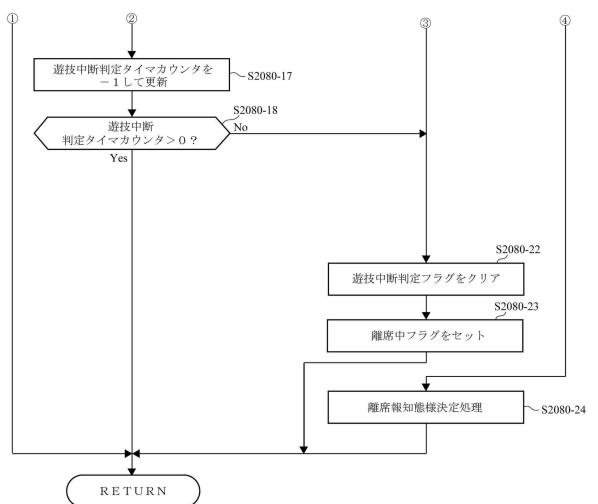 ①
②
③
④
遊技中断判定タイマカウンタを
−1して更新
S2080-17
S2080-18
遊技中断
判定タイマカウンタ>0?
No
Yes
S2080-22
遊技中断判定フラグをクリア
S2080-23
離席中フラグをセット
離席報知態様決定処理
S2080-24
RETURN